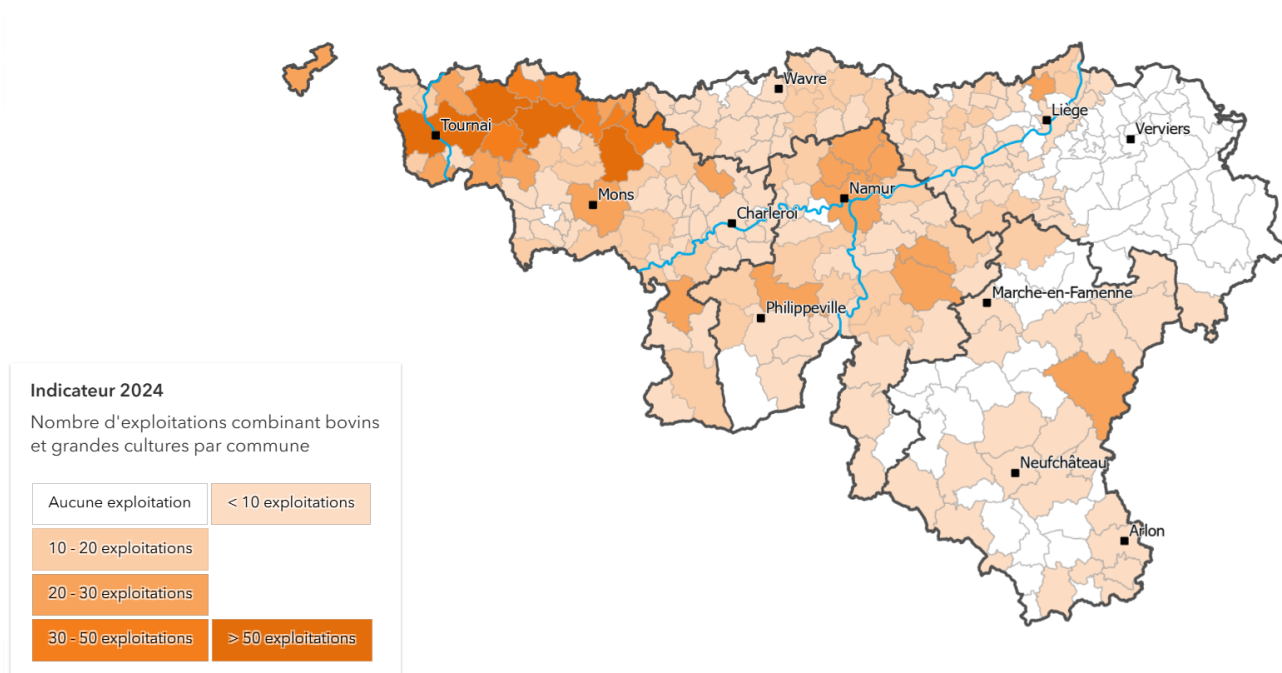 Wavre
Liège
Tournai
Verviers
Namur
Mons
Charleroi
Marche-en-Famenne
Philippeville
Indicateur 2024
Nombre d'exploitations combinant bovins
et grandes cultures par commune
Neufchâteau
Aucune exploitation
< 10 exploitations
Arlon
10 - 20 exploitations
20 - 30 exploitations
30 - 50 exploitations
> 50 exploitations